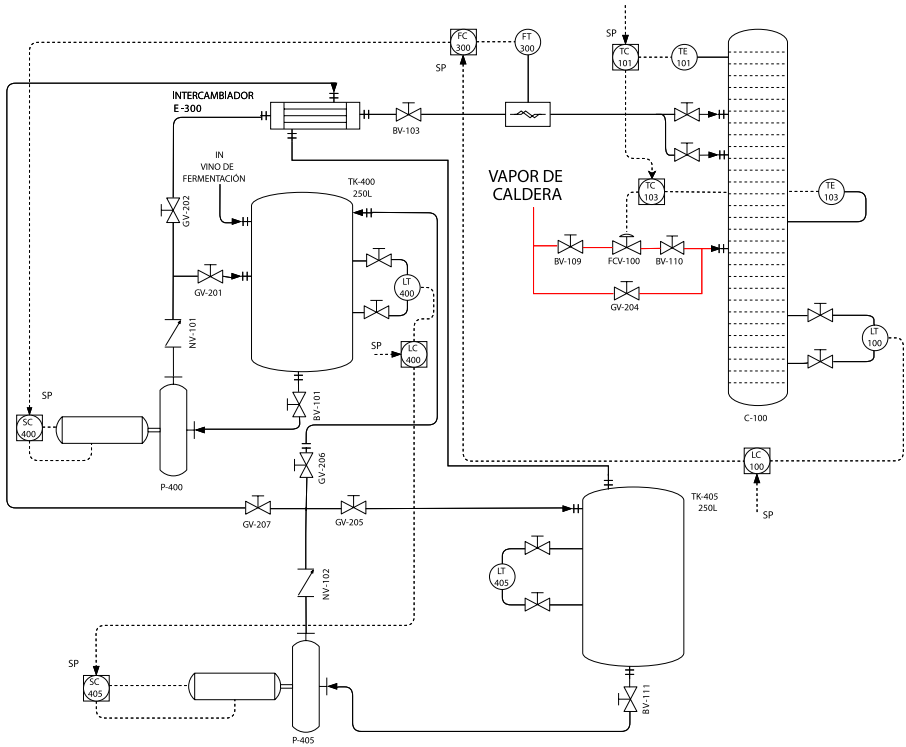 SP
FC
300
FT
300
SP
TC
101
TE
101
INTERCAMBIADOR
E -300
BV-103
IN
VINO DE
FERMENTACIÓN
TK-400
250L
VAPOR DE
CALDERA
TC
103
TE
103
GV-202
GV-201
LT
400
BV-109
FCV-100
BV-110
GV-204
NV-101
SP
LC
400
LT
100
SP
SC
400
BV-101
C-100
P-400
GV-206
LC
100
SP
GV-207
GV-205
TK-405
250L
NV-102
LT
405
SP
SC
405
BV-111
P-405